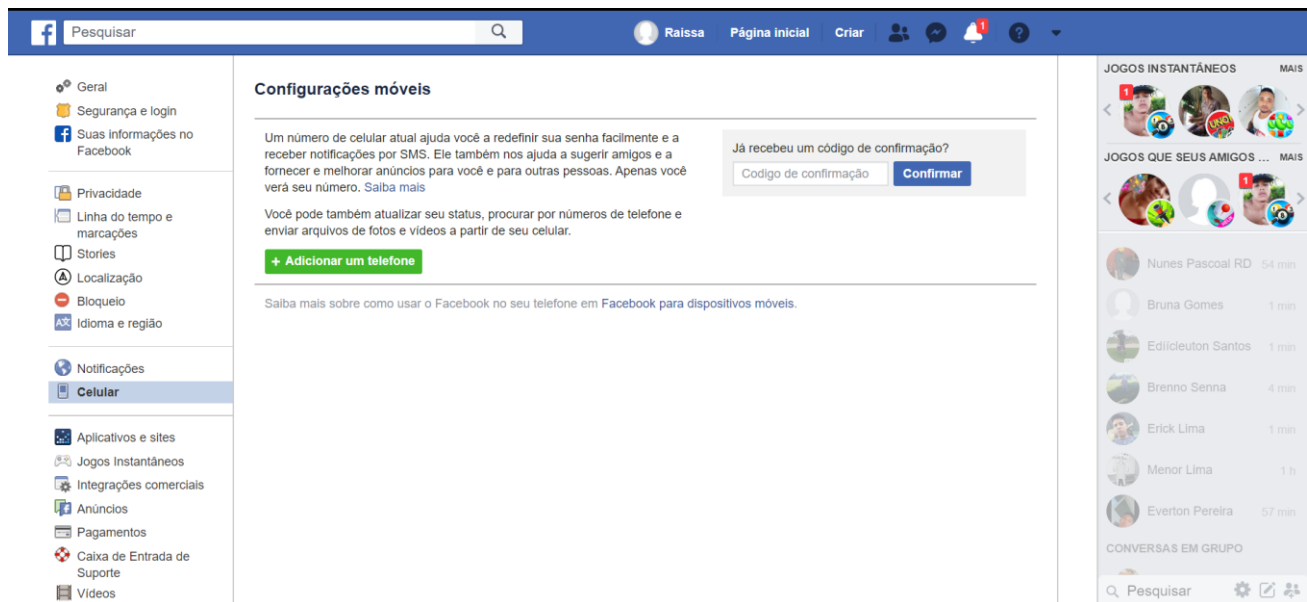 f
Pesquisar
Raissa
Página inicial
Criar
1
?
Geral
Segurança e login
Suas informações no
Facebook
Privacidade
Linha do tempo e
marcações
Stories
Localização
Bloqueio
Idioma e região
Notificações
Celular
Aplicativos e sites
Jogos Instantâneos
Integrações comerciais
Anúncios
Pagamentos
Caixa de Entrada de
Suporte
Vídeos
Configurações móveis
Um número de celular atual ajuda você a redefinir sua senha facilmente e a
receber notificações por SMS. Ele também nos ajuda a sugerir amigos e a
fornecer e melhorar anúncios para você e para outras pessoas. Apenas você
verá seu número. Saiba mais
Você pode também atualizar seu status, procurar por números de telefone e
enviar arquivos de fotos e vídeos a partir de seu celular.
+ Adicionar um telefone
Já recebeu um código de confirmação?
Codigo de confirmação
Confirmar
Saiba mais sobre como usar o Facebook no seu telefone em Facebook para dispositivos móveis.
JOGOS INSTANTÂNEOS MAIS
1
UNO
JOGOS QUE SEUS AMIGOS ... MAIS
1
Nunes Pascoal RD 54 min
Bruna Gomes 1 min
Ediícleuton Santos 1 min
Brenno Senna 4 min
Erick Lima 1 min
Menor Lima 1 h
Everton Pereira 57 min
CONVERSAS EM GRUPO
Pesquisar